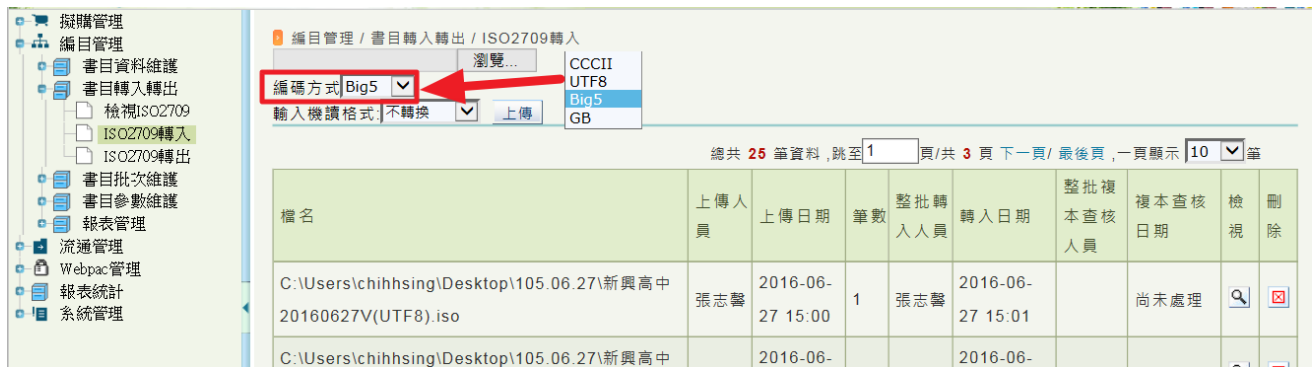 擬購管理
編目管理
書目資料維護
書目轉入轉出
檢視ISO2709
ISO2709轉入
ISO2709轉出
書目批次維護
書目參數維護
報表管理
流通管理
Webpac管理
報表統計
系統管理
編目管理 / 書目轉入轉出 / ISO2709轉入
瀏覽...
編碼方式 Big5
CCCII
UTF8
Big5
GB
輸入機讀格式: 不轉換 上傳
總共 25 筆資料 ,跳至 1 頁/共 3 頁 下一頁/ 最後頁 ,一頁顯示 10 筆
檔名 上傳人員 上傳日期 筆數 整批轉入人員 轉入日期 整批複本查核人員 複本查核日期 檢視 刪除
C:\Users\chihhsing\Desktop\105.06.27\新興高中
20160627V(UTF8).iso
張志馨
2016-06-
27 15:00
1
張志馨
2016-06-
27 15:01
尚未處理
C:\Users\chihhsing\Desktop\105.06.27\新興高中
2016-06-
2016-06-